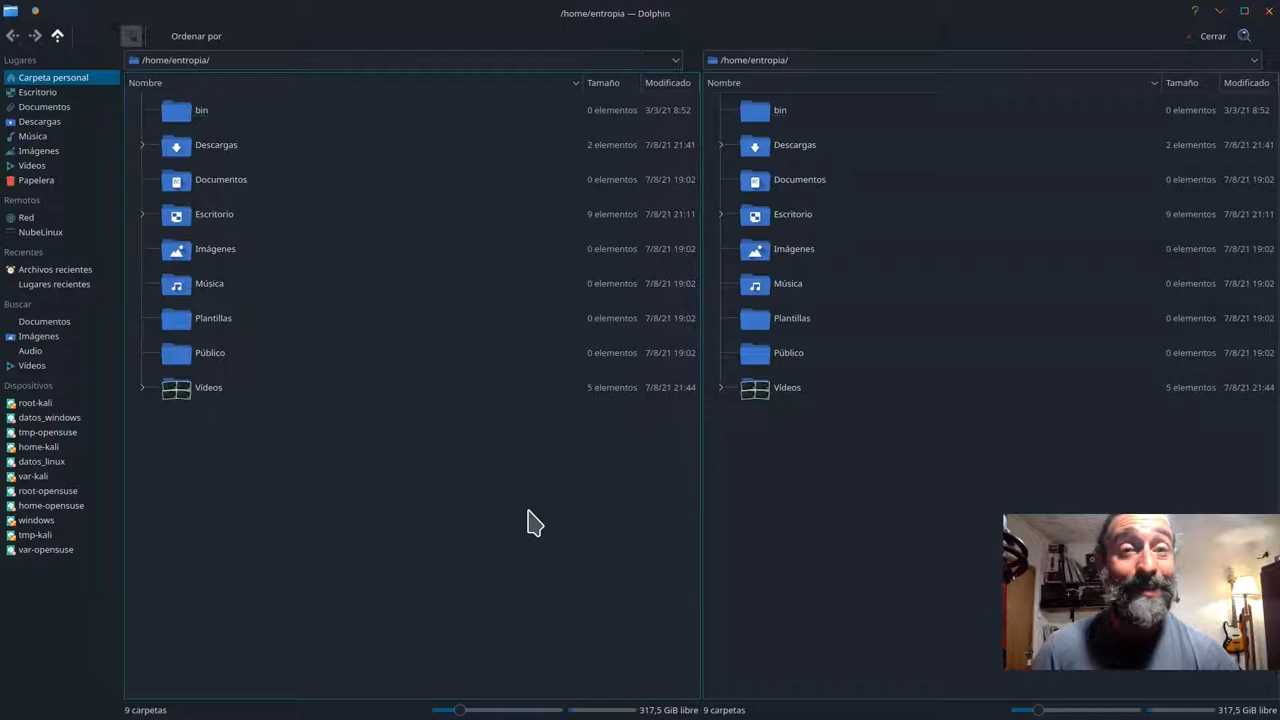 /home/entropia — Dolphin
Ordenar por
Cerrar
Lugares
Carpeta personal
Escritorio
Documentos
Descargas
Música
Imágenes
Vídeos
Papelera
Remotos
Red
NubeLinux
Recientes
Archivos recientes
Lugares recientes
Buscar
Documentos
Imágenes
Audio
Vídeos
Dispositivos
root-kali
datos_windows
tmp-opensuse
home-kali
datos_linux
var-kali
root-opensuse
home-opensuse
windows
tmp-kali
var-opensuse
/home/entropia/
Nombre Tamaño Modificado
bin 0 elementos 3/3/21 8:52
Descargas 2 elementos 7/8/21 21:41
Documentos 0 elementos 7/8/21 19:02
Escritorio 9 elementos 7/8/21 21:11
Imágenes 0 elementos 7/8/21 19:02
Música 0 elementos 7/8/21 19:02
Plantillas 0 elementos 7/8/21 19:02
Público 0 elementos 7/8/21 19:02
Vídeos 5 elementos 7/8/21 21:44
9 carpetas 317,5 GiB libre
/home/entropia/
Nombre Tamaño Modificado
bin 0 elementos 3/3/21 8:52
Descargas 2 elementos 7/8/21 21:41
Documentos 0 elementos 7/8/21 19:02
Escritorio 9 elementos 7/8/21 21:11
Imágenes 0 elementos 7/8/21 19:02
Música 0 elementos 7/8/21 19:02
Plantillas 0 elementos 7/8/21 19:02
Público 0 elementos 7/8/21 19:02
Vídeos 5 elementos 7/8/21 21:44
9 carpetas 317,5 GiB libre